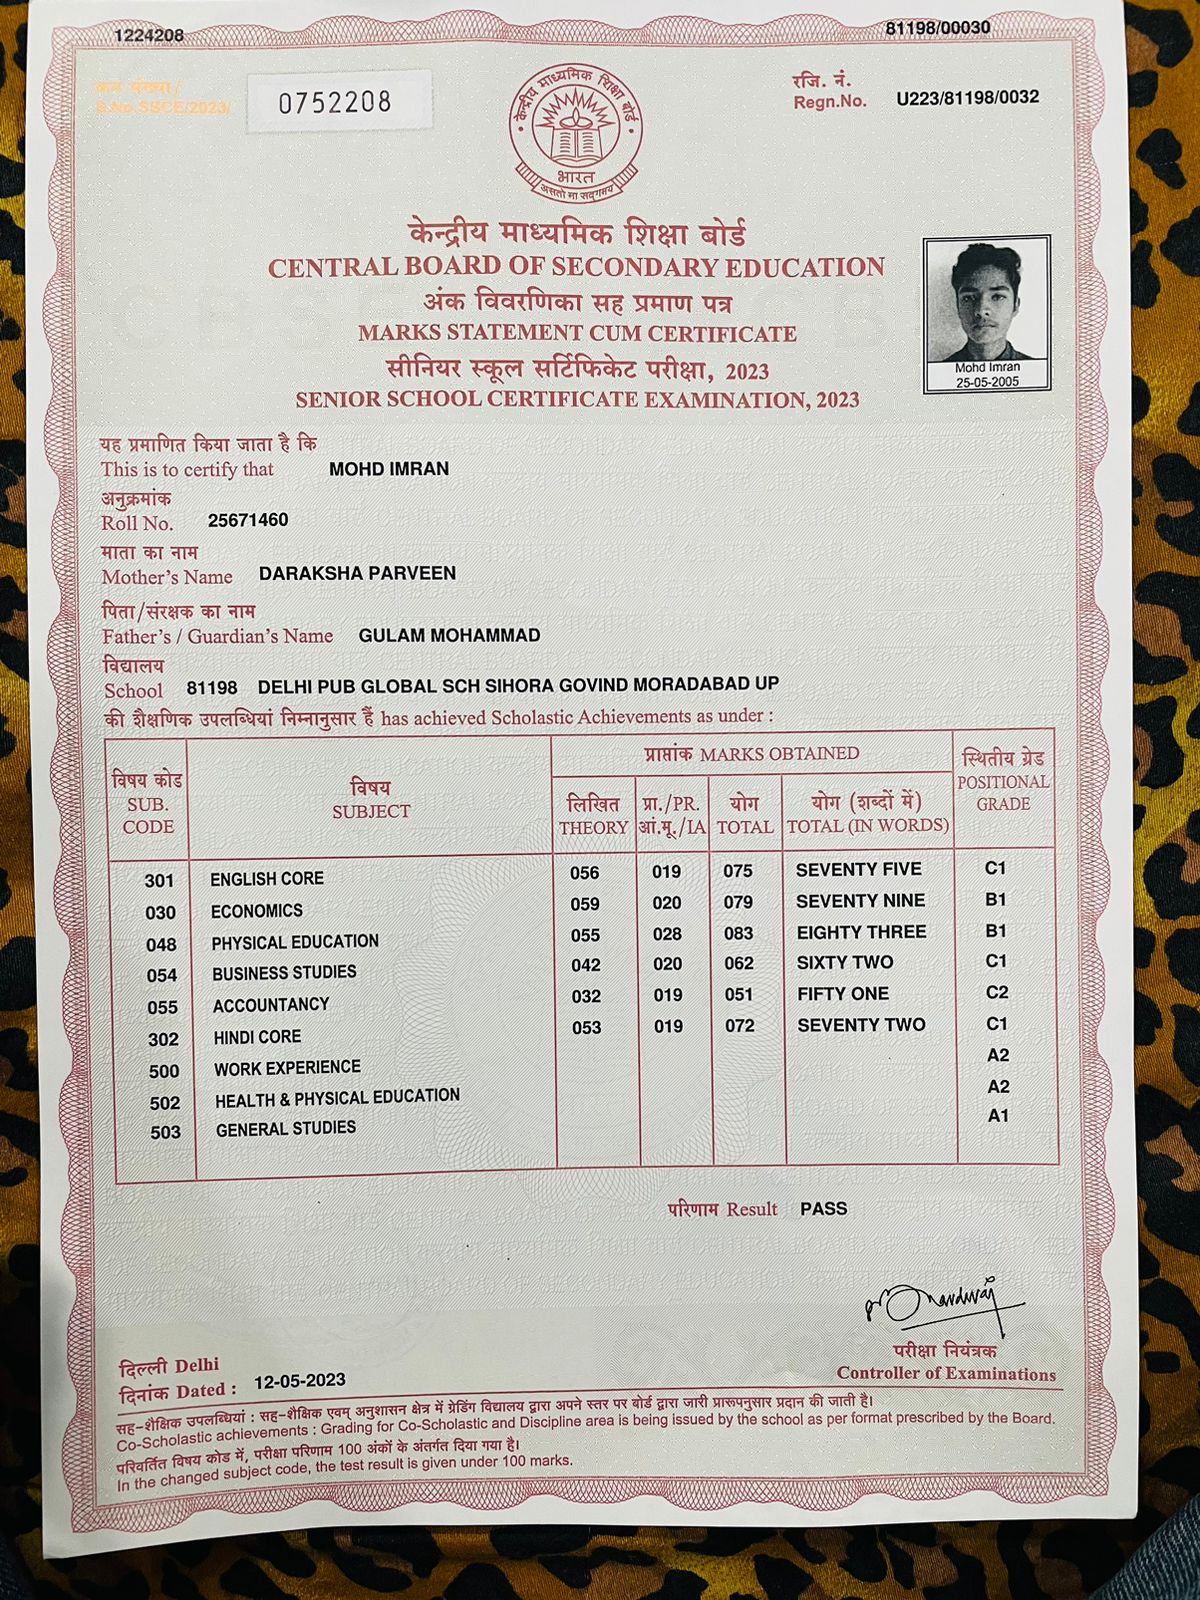 1224208
81198/00030
क्रम संख्या/
S.No.SSCE/2023/
0752208
रजि. नं.
Regn.No. U223/81198/0032
केन्द्रीय माध्यमिक शिक्षा बोर्ड
भारत
असतो मा सद्गमय
केन्द्रीय माध्यमिक शिक्षा बोर्ड
CENTRAL BOARD OF SECONDARY EDUCATION
अंक विवरणिका सह प्रमाण पत्र
MARKS STATEMENT CUM CERTIFICATE
सीनियर स्कूल सर्टिफिकेट परीक्षा, 2023
SENIOR SCHOOL CERTIFICATE EXAMINATION, 2023
Mohd Imran
25-05-2005
यह प्रमाणित किया जाता है कि
This is to certify that MOHD IMRAN
अनुक्रमांक
Roll No. 25671460
माता का नाम
Mother's Name DARAKSHA PARVEEN
पिता/संरक्षक का नाम
Father's / Guardian's Name GULAM MOHAMMAD
विद्यालय
School 81198 DELHI PUB GLOBAL SCH SIHORA GOVIND MORADABAD UP
की शैक्षणिक उपलब्धियां निम्नानुसार हैं has achieved Scholastic Achievements as under :
विषय कोड
SUB.
CODE
विषय
SUBJECT
प्राप्तांक MARKS OBTAINED
लिखित
THEORY
प्रा./PR.
आं.मू./IA
योग
TOTAL
योग (शब्दों में)
TOTAL (IN WORDS)
स्थितीय ग्रेड
POSITIONAL
GRADE
301 ENGLISH CORE 056 019 075 SEVENTY FIVE C1
030 ECONOMICS 059 020 079 SEVENTY NINE B1
048 PHYSICAL EDUCATION 055 028 083 EIGHTY THREE B1
054 BUSINESS STUDIES 042 020 062 SIXTY TWO C1
055 ACCOUNTANCY 032 019 051 FIFTY ONE C2
302 HINDI CORE 053 019 072 SEVENTY TWO C1
500 WORK EXPERIENCE A2
502 HEALTH & PHYSICAL EDUCATION A2
503 GENERAL STUDIES A1
परिणाम Result PASS
परीक्षा नियंत्रक
Controller of Examinations
दिल्ली Delhi
दिनांक Dated : 12-05-2023
सह-शैक्षिक उपलब्धियां : सह-शैक्षिक एवम् अनुशासन क्षेत्र में ग्रेडिंग विद्यालय द्वारा अपने स्तर पर बोर्ड द्वारा जारी प्रारूपनुसार प्रदान की जाती है।
Co-Scholastic achievements : Grading for Co-Scholastic and Discipline area is being issued by the school as per format prescribed by the Board.
परिवर्तित विषय कोड में, परीक्षा परिणाम 100 अंकों के अंतर्गत दिया गया है।
In the changed subject code, the test result is given under 100 marks.